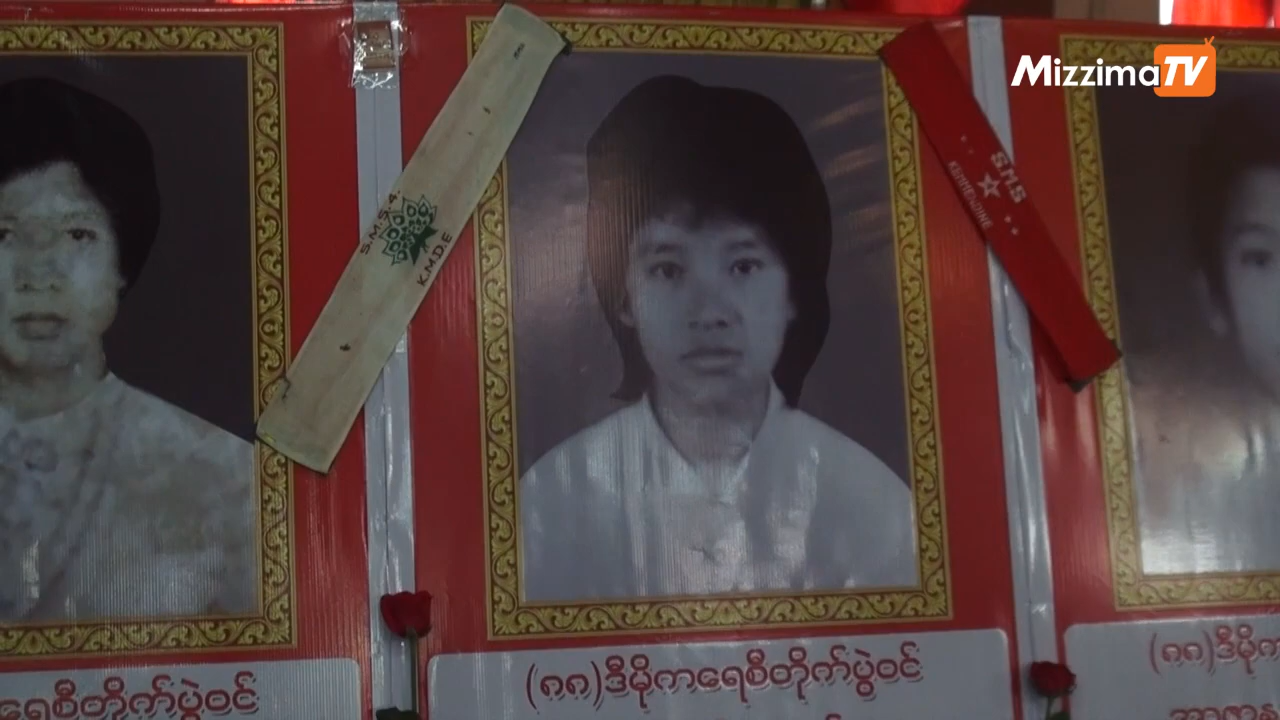 MizzimaTV
S.M.S.4.
K.M.D.E
S.M.S
KEMMENDINE
ရေစီတိုက်ပွဲဝင်
(၈၈)ဒီမိုကရေစီတိုက်ပွဲဝင်
(၈၈)ဒီမိုက